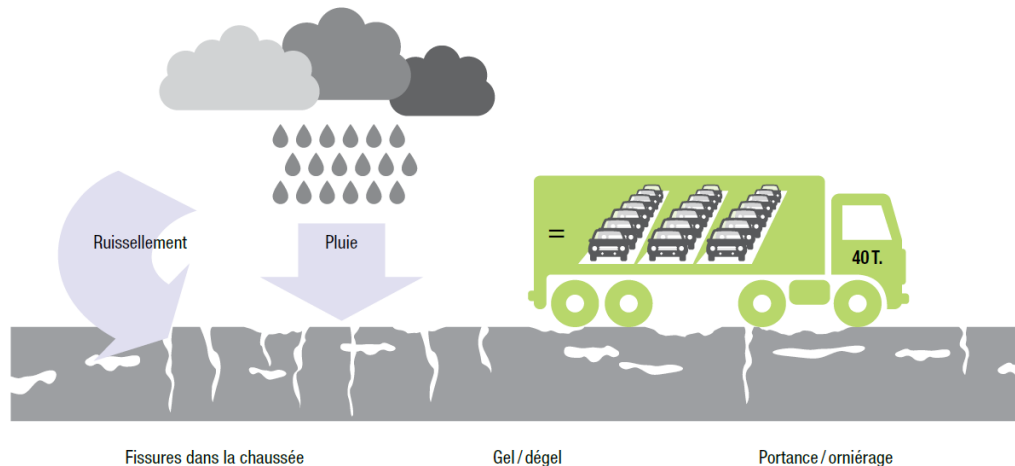 Ruissellement
Pluie
=
40 T.
Fissures dans la chaussée
Gel / dégel
Portance / orniérage